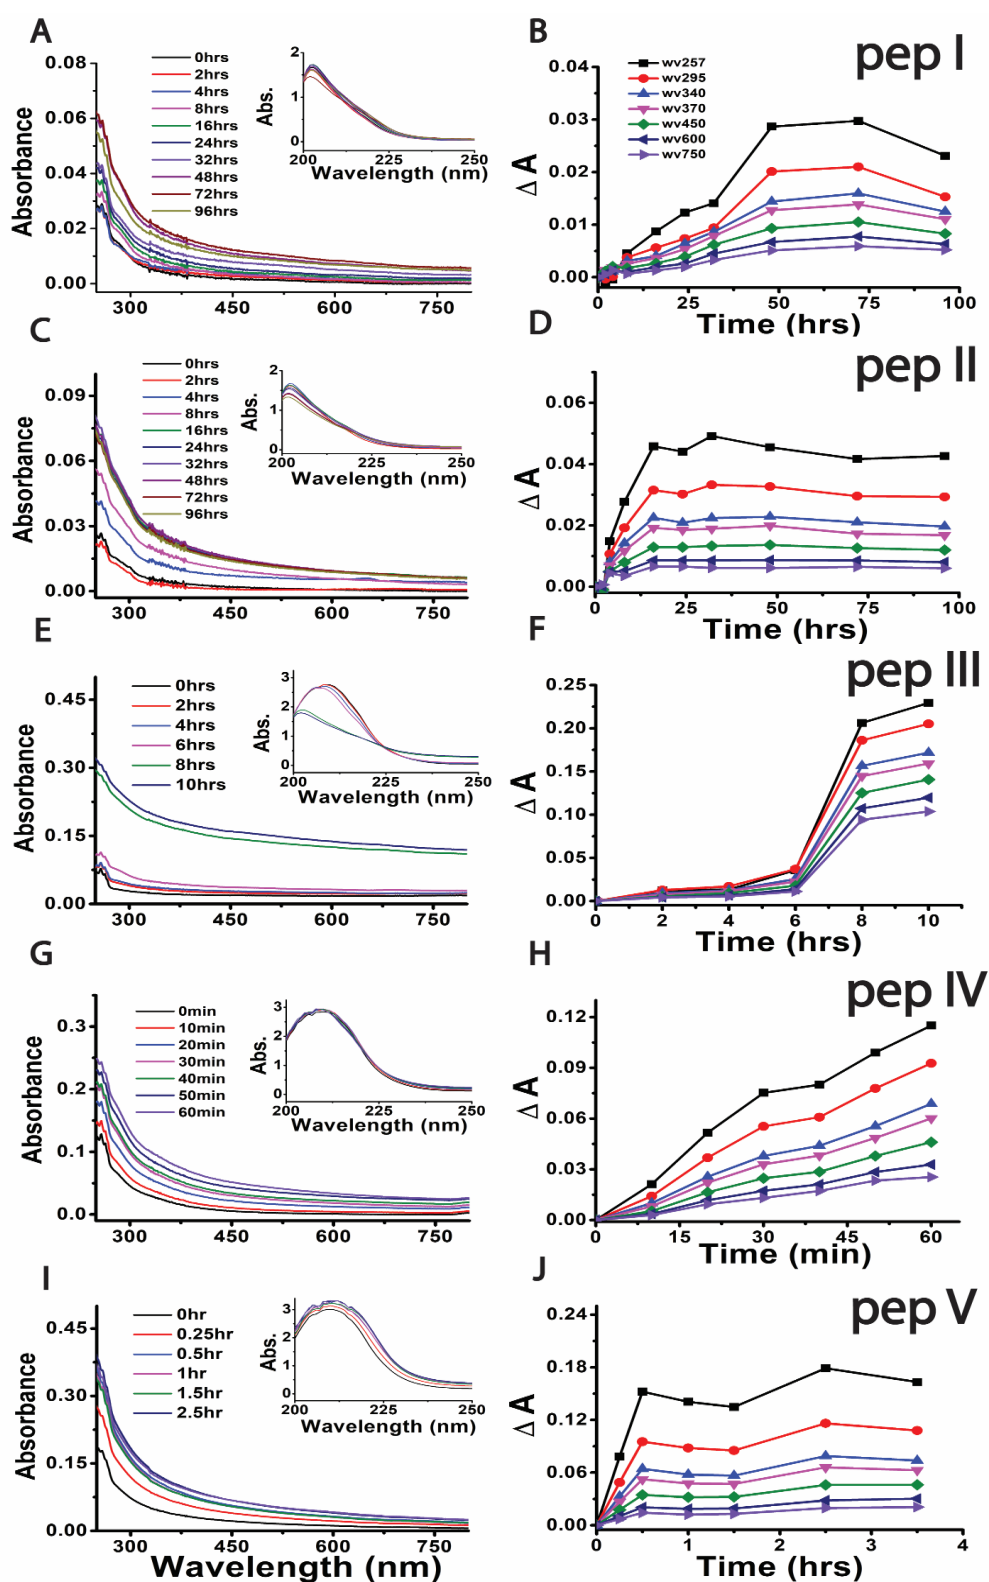 A
B
pep I
0hrs
2hrs
4hrs
8hrs
16hrs
24hrs
32hrs
48hrs
72hrs
96hrs
Absorbance
0.08
0.06
0.04
0.02
0.00
300
450
600
750
Abs.
2
1
0
200
225
250
Wavelength (nm)
wv257
wv295
wv340
wv370
wv450
wv600
wv750
Δ A
0.04
0.03
0.02
0.01
0.00
0
25
50
75
100
Time (hrs)
C
D
pep II
0hrs
2hrs
4hrs
8hrs
16hrs
24hrs
32hrs
48hrs
72hrs
96hrs
Absorbance
0.09
0.06
0.03
0.00
300
450
600
750
Abs.
2
1
0
200
225
250
Wavelength (nm)
Δ A
0.06
0.04
0.02
0.00
0
25
50
75
100
Time (hrs)
E
F
pep III
0hrs
2hrs
4hrs
6hrs
8hrs
10hrs
Absorbance
0.45
0.30
0.15
0.00
300
450
600
750
Abs.
3
2
1
0
200
225
250
Wavelength (nm)
Δ A
0.25
0.20
0.15
0.10
0.05
0.00
0
2
4
6
8
10
Time (hrs)
G
H
pep IV
0min
10min
20min
30min
40min
50min
60min
Absorbance
0.3
0.2
0.1
0.0
300
450
600
750
Abs.
3
2
1
0
200
225
250
Wavelength (nm)
Δ A
0.12
0.09
0.06
0.03
0.00
0
15
30
45
60
Time (min)
I
J
pep V
0hr
0.25hr
0.5hr
1hr
1.5hr
2.5hr
Absorbance
0.45
0.30
0.15
0.00
300
450
600
750
Wavelength (nm)
Abs.
3
2
1
0
200
225
250
Wavelength (nm)
Δ A
0.24
0.18
0.12
0.06
0.00
0
1
2
3
4
Time (hrs)